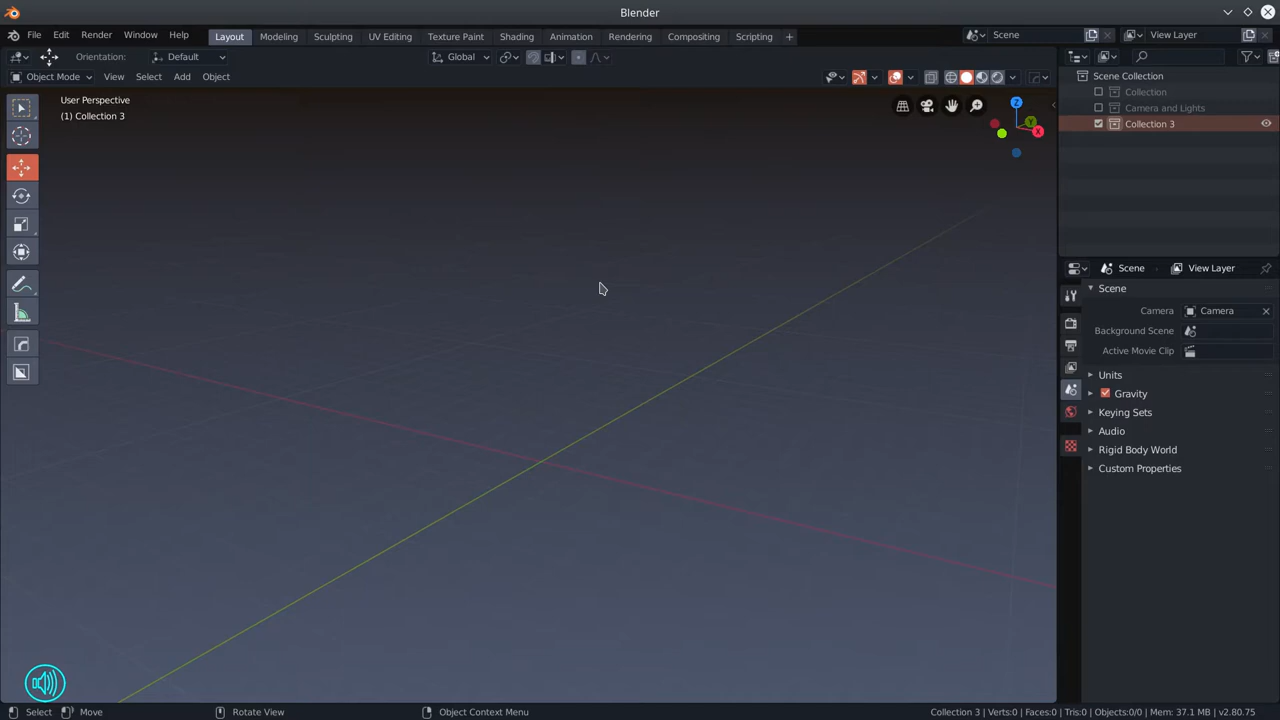 Blender
File Edit Render Window Help Layout Modeling Sculpting UV Editing Texture Paint Shading Animation Rendering Compositing Scripting + Scene View Layer
Orientation: Default Global
Object Mode View Select Add Object
User Perspective
(1) Collection 3
Z
Y
X
Scene Collection
Collection
Camera and Lights
Collection 3
Scene View Layer
Scene
Camera Camera
Background Scene
Active Movie Clip
Units
Gravity
Keying Sets
Audio
Rigid Body World
Custom Properties
Select Move Rotate View Object Context Menu Collection 3 | Verts:0 | Faces:0 | Tris:0 | Objects:0/0 | Mem: 37.1 MB | v2.80.75